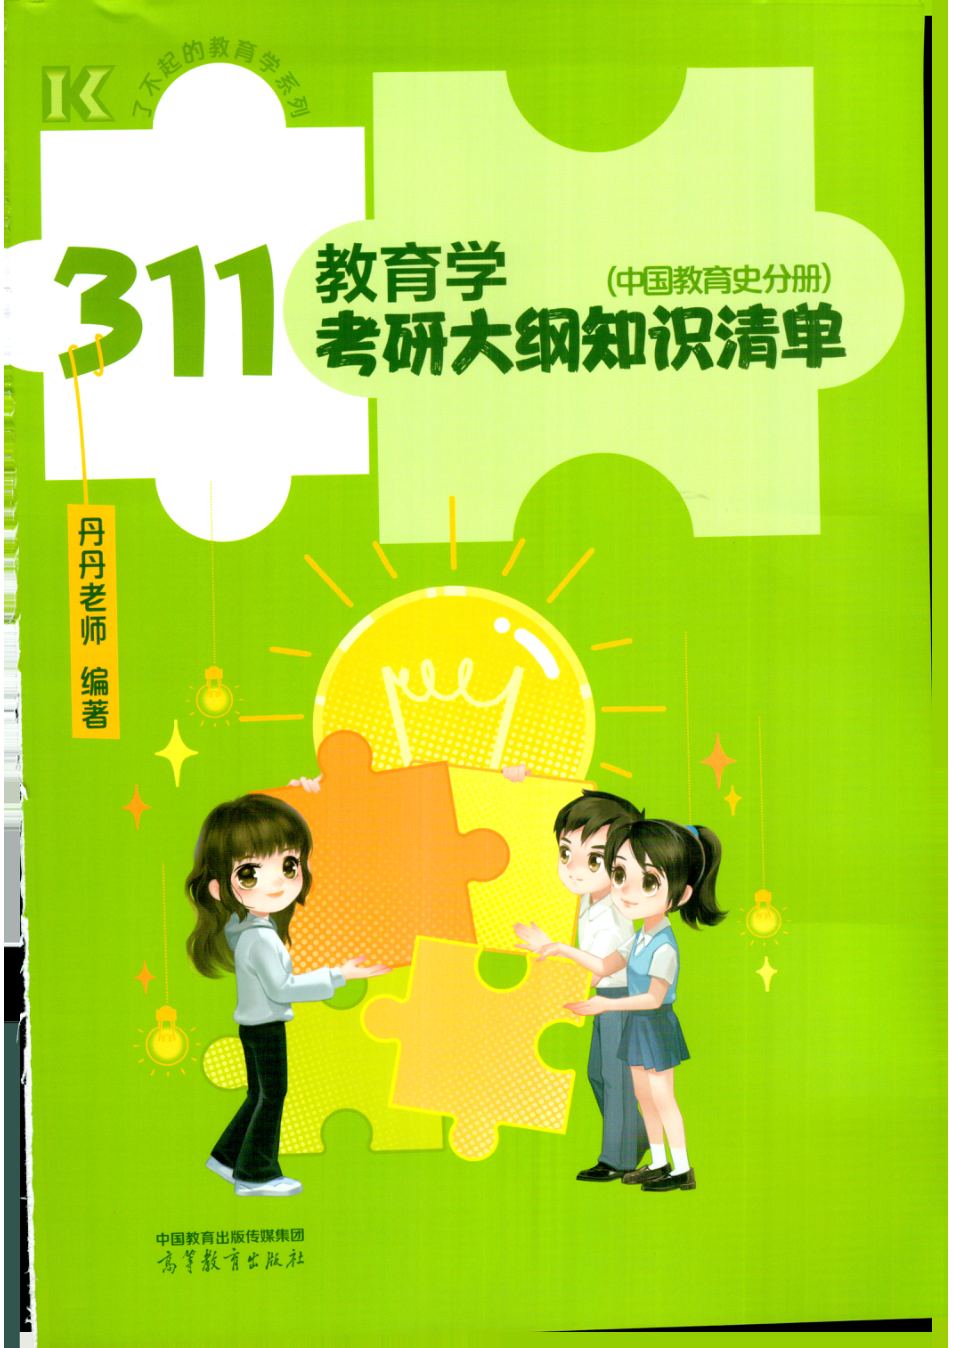 K
了不起的教育学系列
311
教育学
(中国教育史分册)
考研大纲知识清单
丹丹老师 编著
中国教育出版传媒集团
高等教育出版社